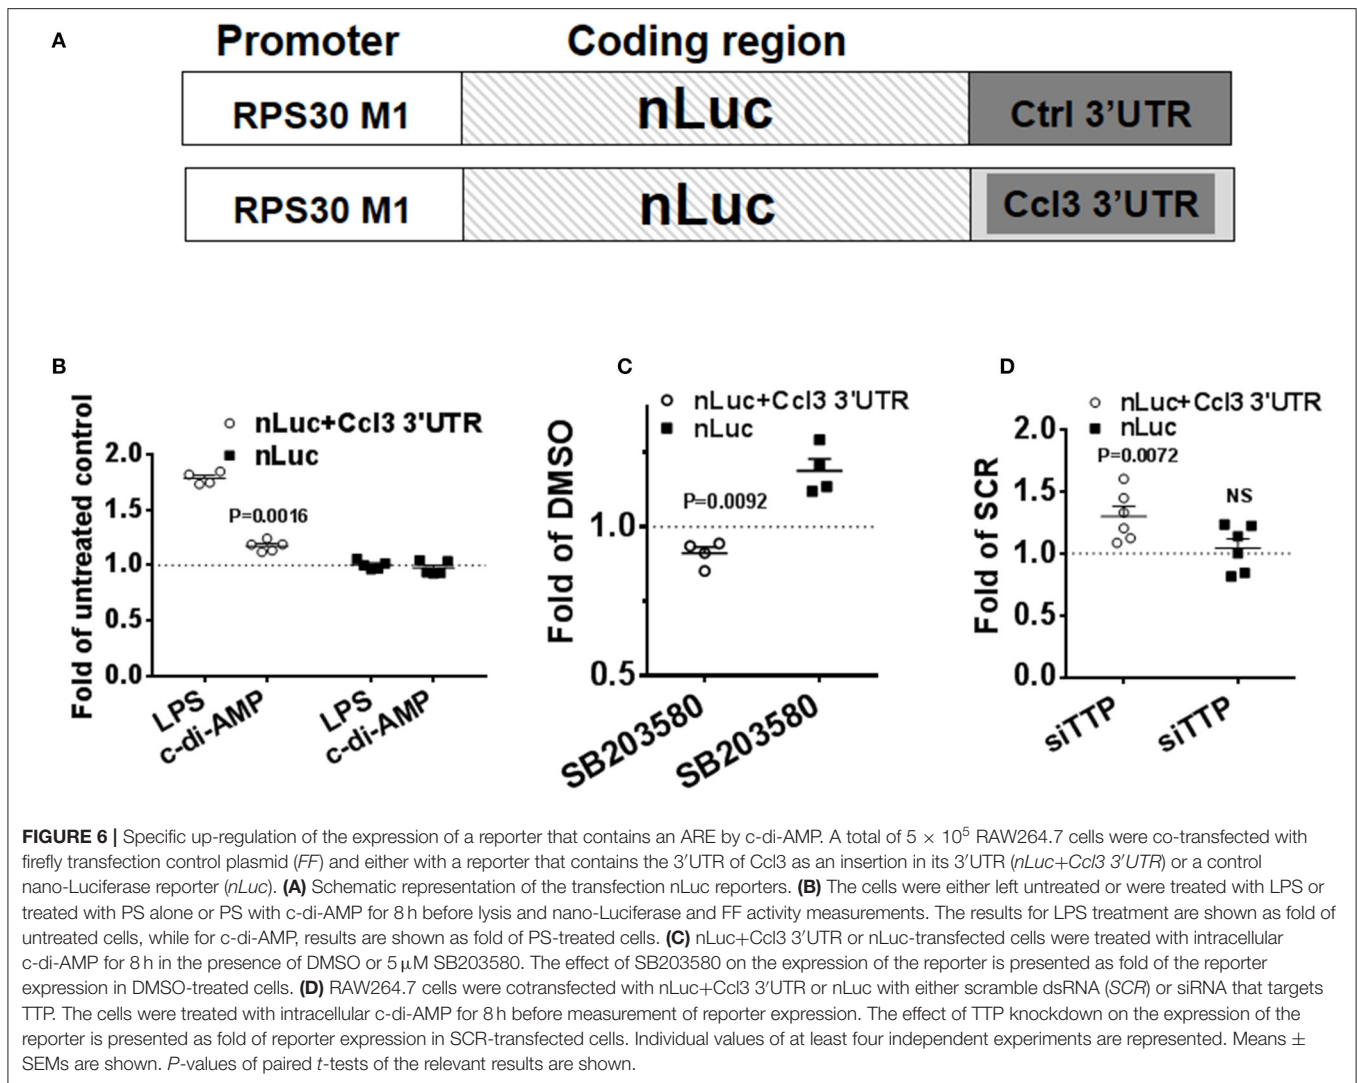 A
Promoter
Coding region
RPS30 M1
nLuc
Ctrl 3'UTR
RPS30 M1
nLuc
Ccl3 3'UTR
B
Fold of untreated control
nLuc+Ccl3 3'UTR
nLuc
2.0
1.5
1.0
0.5
0.0
P=0.0016
LPS
c-di-AMP
LPS
c-di-AMP
C
Fold of DMSO
nLuc+Ccl3 3'UTR
nLuc
P=0.0092
1.0
0.5
SB203580
SB203580
D
Fold of SCR
nLuc+Ccl3 3'UTR
nLuc
2.0
1.5
1.0
0.5
0.0
P=0.0072
NS
siTTP
siTTP
FIGURE 6 | Specific up-regulation of the expression of a reporter that contains an ARE by c-di-AMP. A total of 5 × 10⁵ RAW264.7 cells were co-transfected with
firefly transfection control plasmid (FF) and either with a reporter that contains the 3′UTR of Ccl3 as an insertion in its 3′UTR (nLuc+Ccl3 3′UTR) or a control
nano-Luciferase reporter (nLuc). (A) Schematic representation of the transfection nLuc reporters. (B) The cells were either left untreated or were treated with LPS or
treated with PS alone or PS with c-di-AMP for 8 h before lysis and nano-Luciferase and FF activity measurements. The results for LPS treatment are shown as fold of
untreated cells, while for c-di-AMP, results are shown as fold of PS-treated cells. (C) nLuc+Ccl3 3′UTR or nLuc-transfected cells were treated with intracellular
c-di-AMP for 8 h in the presence of DMSO or 5 μM SB203580. The effect of SB203580 on the expression of the reporter is presented as fold of the reporter
expression in DMSO-treated cells. (D) RAW264.7 cells were cotransfected with nLuc+Ccl3 3′UTR or nLuc with either scramble dsRNA (SCR) or siRNA that targets
TTP. The cells were treated with intracellular c-di-AMP for 8 h before measurement of reporter expression. The effect of TTP knockdown on the expression of the
reporter is presented as fold of reporter expression in SCR-transfected cells. Individual values of at least four independent experiments are represented. Means ±
SEMs are shown. P-values of paired t-tests of the relevant results are shown.